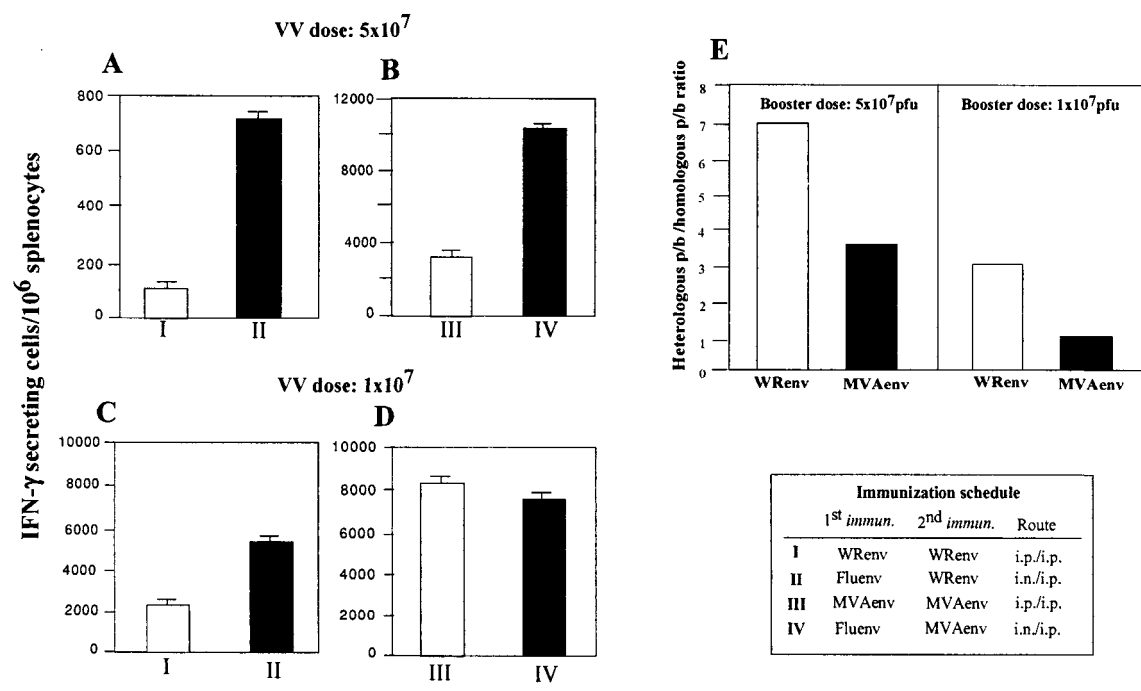 VV dose: 5x10^7
A
B
IFN-γ secreting cells/10^6 splenocytes
800
600
400
200
0
I
II
12000
10000
8000
4000
0
III
IV
VV dose: 1x10^7
C
D
10000
8000
6000
4000
2000
0
I
II
10000
8000
6000
4000
2000
0
III
IV
E
Heterologous p/b /homologous p/b ratio
8
7
6
5
4
3
2
1
0
Booster dose: 5x10^7pfu
Booster dose: 1x10^7pfu
WRenv
MVAenv
WRenv
MVAenv
Immunization schedule
1st immun. 2nd immun. Route
I WRenv WRenv i.p./i.p.
II Fluenv WRenv i.n./i.p.
III MVAenv MVAenv i.p./i.p.
IV Fluenv MVAenv i.n./i.p.